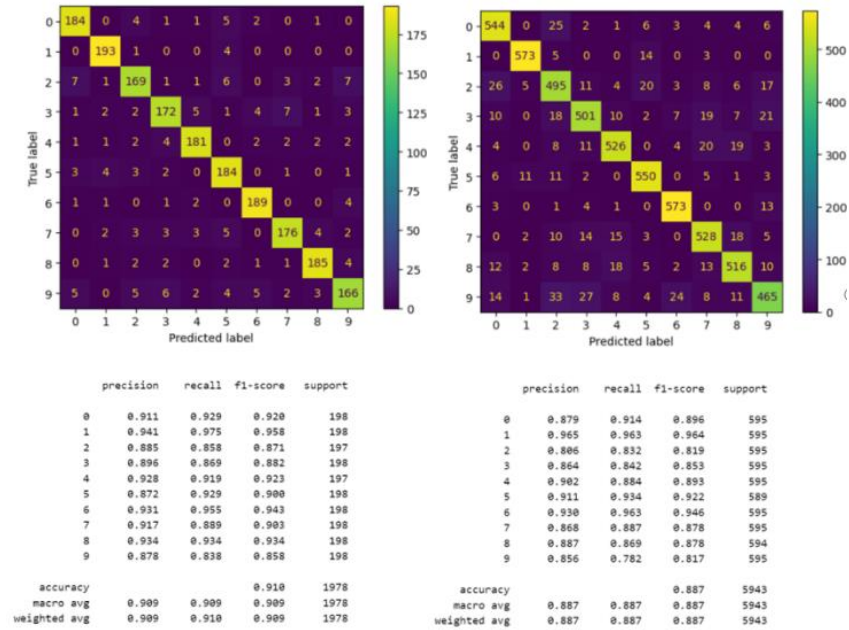 0 184 0 4 1 1 5 2 0 1 0
1 0 193 1 0 0 4 0 0 0 0
2 7 1 169 1 1 6 0 3 2 7
3 1 2 2 172 5 1 4 7 1 3
4 1 1 2 4 181 0 2 2 2 2
5 3 4 3 2 0 184 0 1 0 1
6 1 1 0 1 2 0 189 0 0 4
7 0 2 3 3 3 5 0 176 4 2
8 0 1 2 2 0 2 1 1 185 4
9 5 0 5 6 2 4 5 2 3 166
0 1 2 3 4 5 6 7 8 9
True label
Predicted label
175
150
125
100
75
50
25
0
0 544 0 25 2 1 6 3 4 4 6
1 0 573 5 0 0 14 0 3 0 0
2 26 5 495 11 4 20 3 8 6 17
3 10 0 18 501 10 2 7 19 7 21
4 4 0 8 11 526 0 4 20 19 3
5 6 11 11 2 0 550 0 5 1 3
6 3 0 1 4 1 0 573 0 0 13
7 0 2 10 14 15 3 0 528 18 5
8 12 2 8 8 18 5 2 13 516 10
9 14 1 33 27 8 4 24 8 11 465
0 1 2 3 4 5 6 7 8 9
True label
Predicted label
500
400
300
200
100
0
precision recall f1-score support
0 0.911 0.929 0.920 198
1 0.941 0.975 0.958 198
2 0.885 0.858 0.871 197
3 0.896 0.869 0.882 198
4 0.928 0.919 0.923 197
5 0.872 0.929 0.900 198
6 0.931 0.955 0.943 198
7 0.917 0.889 0.903 198
8 0.934 0.934 0.934 198
9 0.878 0.838 0.858 198
accuracy 0.910 1978
macro avg 0.909 0.909 0.909 1978
weighted avg 0.909 0.910 0.909 1978
precision recall f1-score support
0 0.879 0.914 0.896 595
1 0.965 0.963 0.964 595
2 0.806 0.832 0.819 595
3 0.864 0.842 0.853 595
4 0.902 0.884 0.893 595
5 0.911 0.934 0.922 589
6 0.930 0.963 0.946 595
7 0.868 0.887 0.878 595
8 0.887 0.869 0.878 594
9 0.856 0.782 0.817 595
accuracy 0.887 5943
macro avg 0.887 0.887 0.887 5943
weighted avg 0.887 0.887 0.887 5943